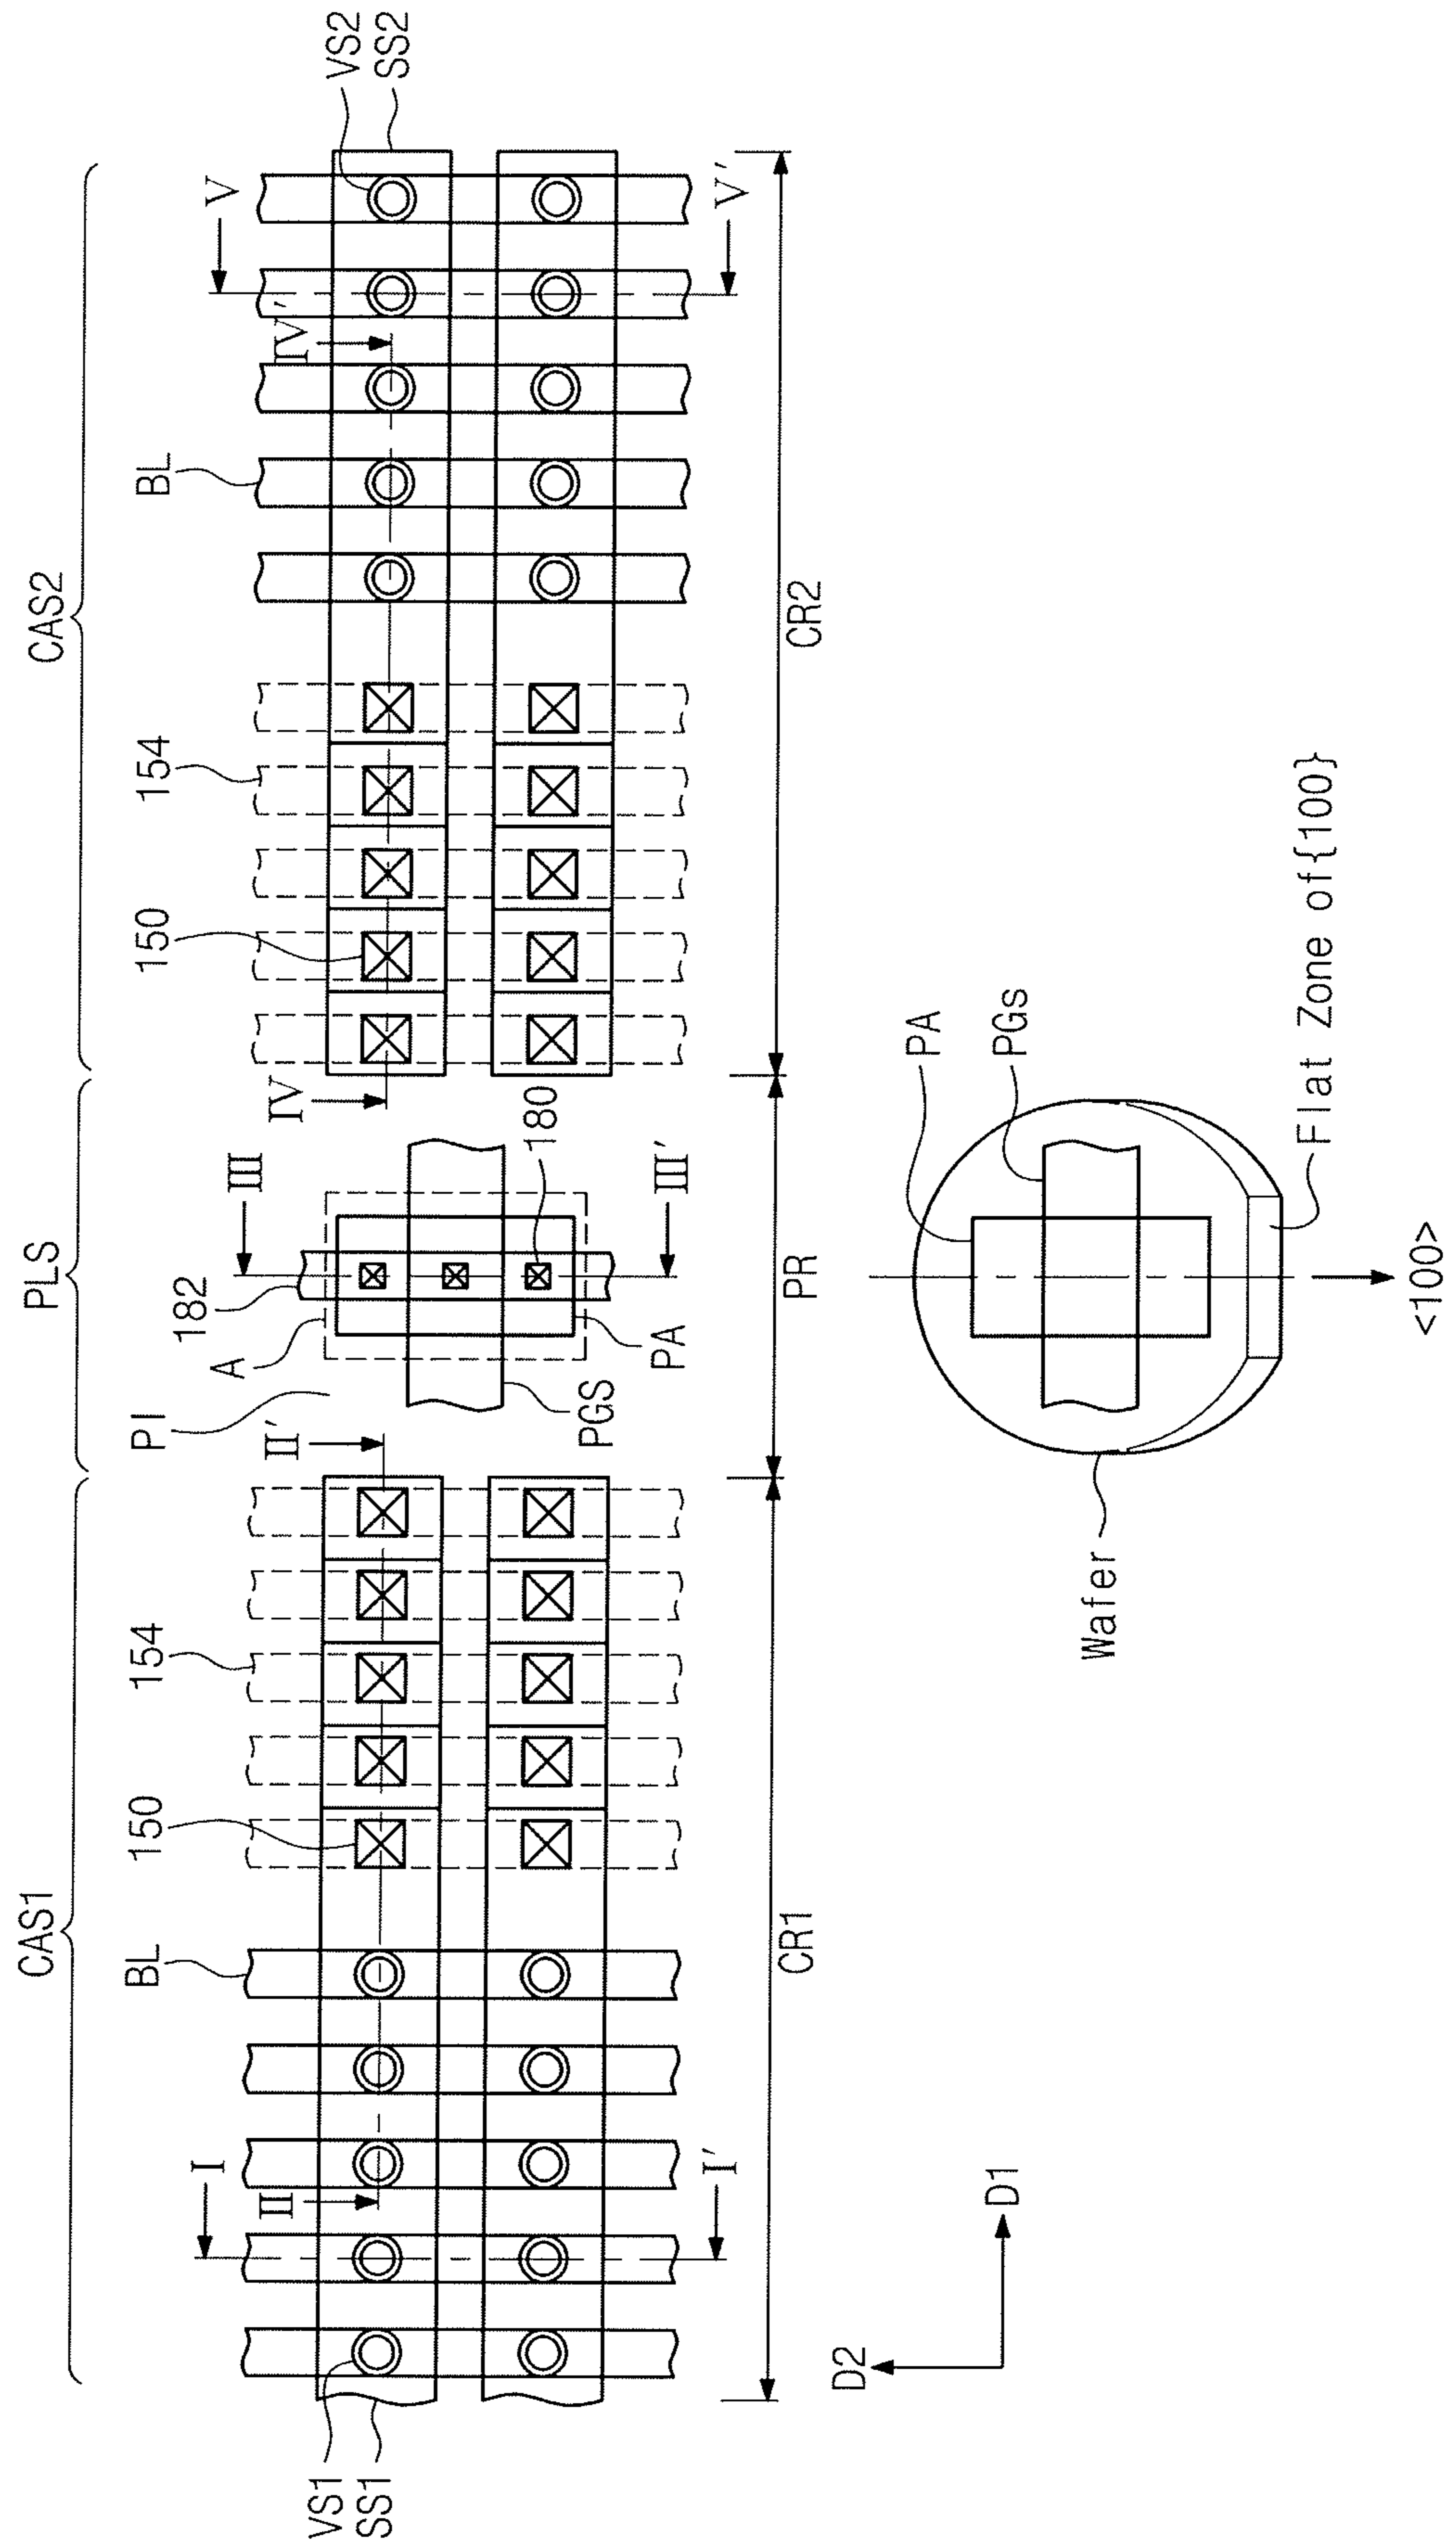 CAS1
PLS
CAS2
BL
150
154
PI
A
182
150
154
BL
I
II
II′
III
IV
IV′
V
VS1
SS1
VS2
SS2
PGS
PA
180
I′
III′
V′
CR1
PR
CR2
D2
D1
Wafer
PA
PGs
Flat Zone of{100}
<100>